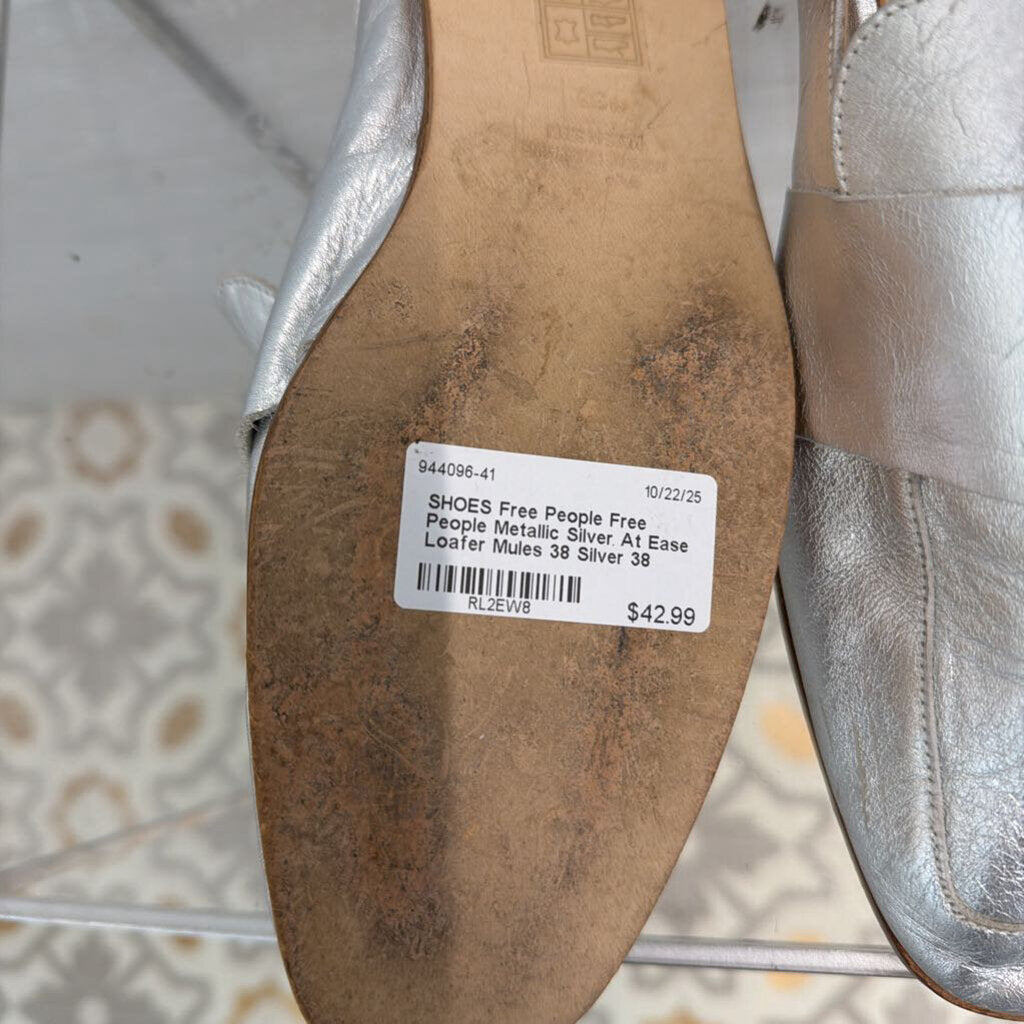 944096-41
10/22/25
SHOES Free People Free
People Metallic Silver. At Ease
Loafer Mules 38 Silver 38
RL2EW8
$42.99